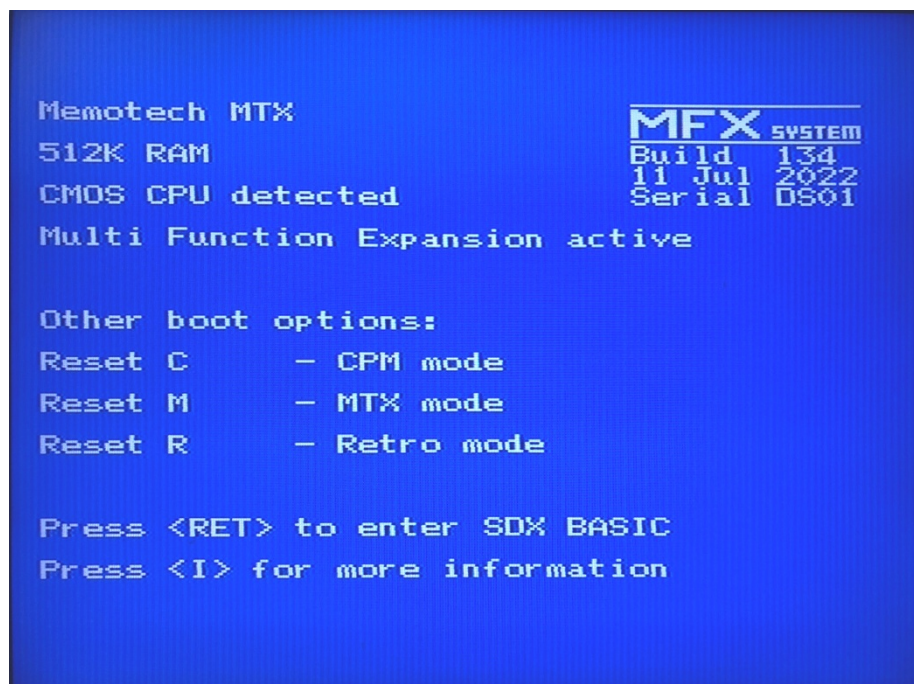 Memotech MTX
512K RAM
CMOS CPU detected
Multi Function Expansion active
MFX SYSTEM
Build 134
11 Jul 2022
Serial DS01
Other boot options:
Reset C - CPM mode
Reset M - MTX mode
Reset R - Retro mode
Press <RET> to enter SDX BASIC
Press <I> for more information